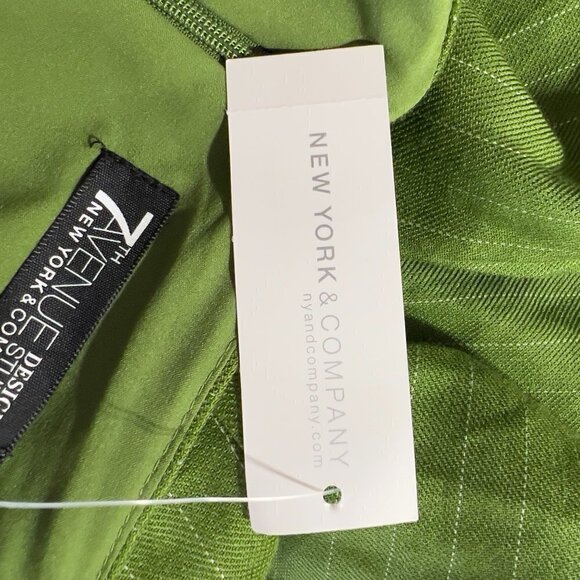 NEW YORK & COMPANY
nyandcompany.com
7TH AVENUE DESIGN
NEW YORK & CO